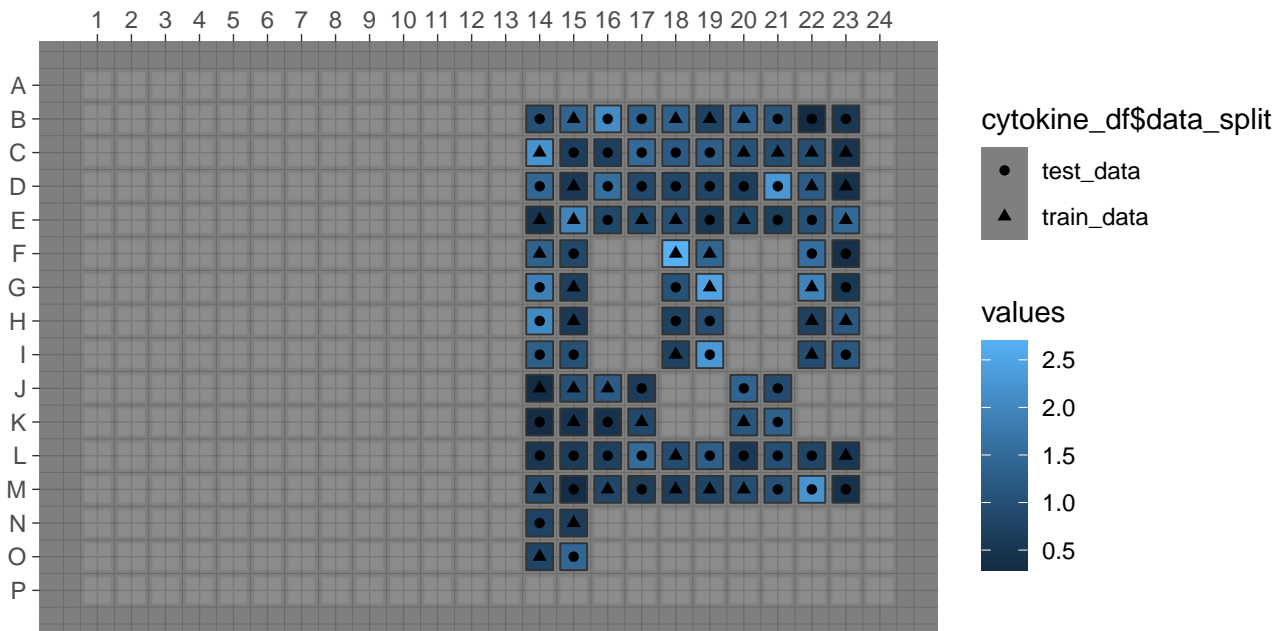 1 2 3 4 5 6 7 8 9 10 11 12 13 14 15 16 17 18 19 20 21 22 23 24
A
B
C
D
E
F
G
H
I
J
K
L
M
N
O
P
cytokine_df$data_split
test_data
train_data
values
2.5
2.0
1.5
1.0
0.5